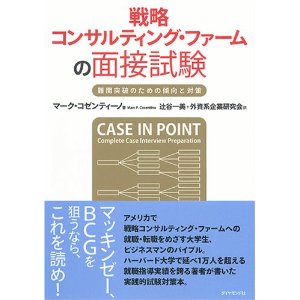 戦略
コンサルティング・ファーム
の面接試験
難関突破のための傾向と対策
マーク・コゼンティーノ著 Marc P. Cosentino
辻谷一美・外資系企業研究会訳
CASE IN POINT
Complete Case Interview Preparation
マッキンゼー、
BCGを
狙うなら、
これを読め!
アメリカで
戦略コンサルティング・ファームへの
就職・転職をめざす大学生、
ビジネスマンのバイブル。
ハーバード大学で延べ1万人を超える
就職指導実績を誇る著者が書いた
実践的試験対策本。
ダイヤモンド社